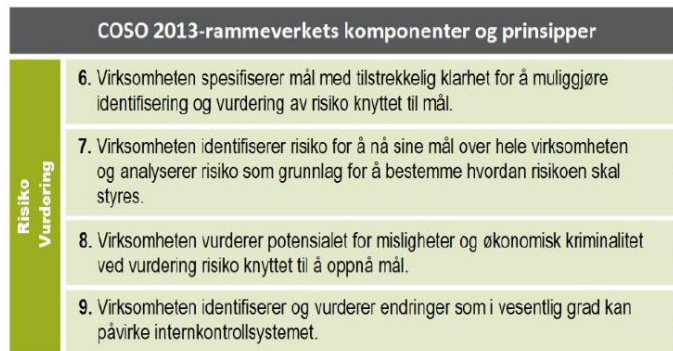 COSO 2013-rammeverkets komponenter og prinsipper
Risiko
Vurdering
6. Virksomheten spesifiserer mål med tilstrekkelig klarhet for å muliggjøre
identifisering og vurdering av risiko knyttet til mål.
7. Virksomheten identifiserer risiko for å nå sine mål over hele virksomheten
og analyserer risiko som grunnlag for å bestemme hvordan risikoen skal
styres.
8. Virksomheten vurderer potensialet for misligheter og økonomisk kriminalitet
ved vurdering risiko knyttet til å oppnå mål.
9. Virksomheten identifiserer og vurderer endringer som i vesentlig grad kan
påvirke internkontrollsystemet.